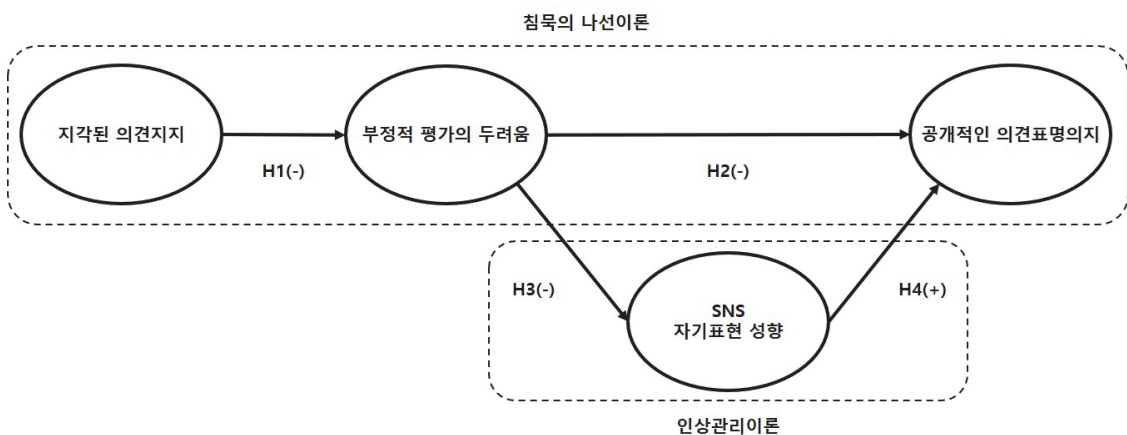 침묵의 나선이론
지각된 의견지지
부정적 평가의 두려움
공개적인 의견표명의지
H1(-)
H2(-)
H3(-)
SNS
자기표현 성향
H4(+)
인상관리이론